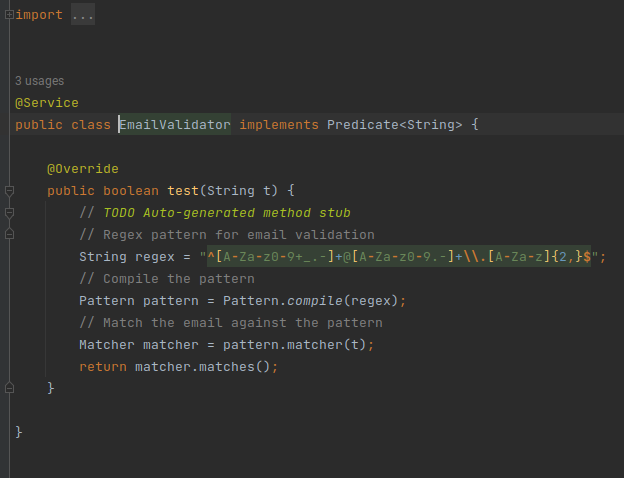 import ...
3 usages
@Service
public class EmailValidator implements Predicate<String> {
@Override
public boolean test(String t) {
// TODO Auto-generated method stub
// Regex pattern for email validation
String regex = "^[A-Za-z0-9+_.-]+@[A-Za-z0-9.-]+\\.[A-Za-z]{2,}$";
// Compile the pattern
Pattern pattern = Pattern.compile(regex);
// Match the email against the pattern
Matcher matcher = pattern.matcher(t);
return matcher.matches();
}
}